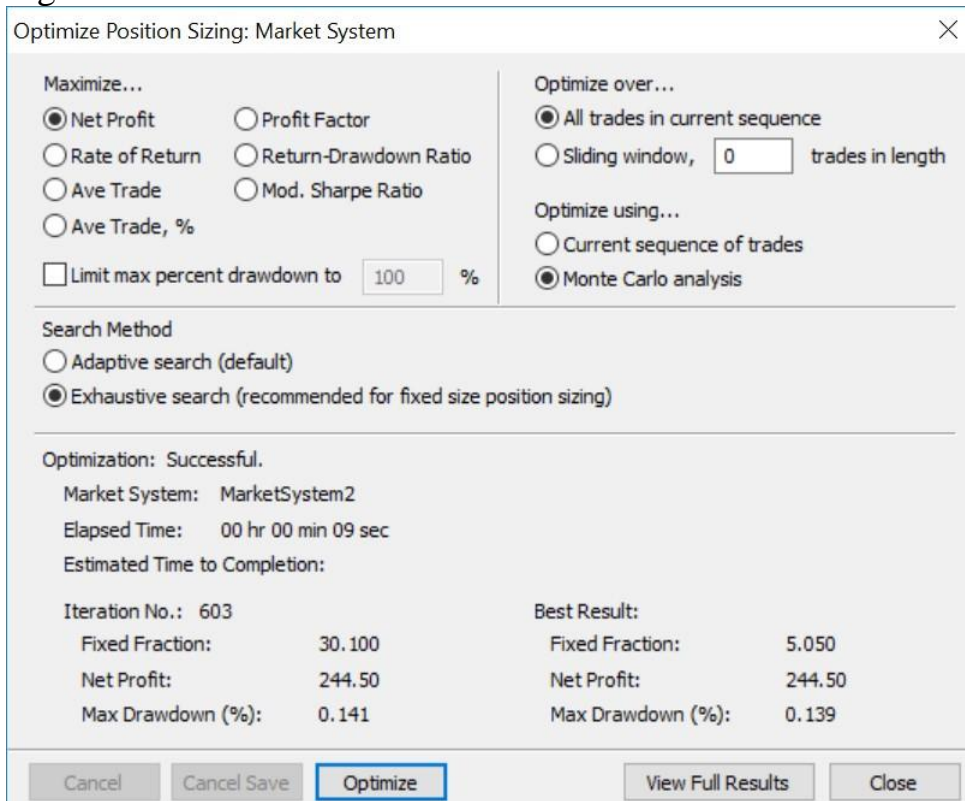 Optimize Position Sizing: Market System
Maximize...
Net Profit
Profit Factor
Rate of Return
Return-Drawdown Ratio
Ave Trade
Mod. Sharpe Ratio
Ave Trade, %
Limit max percent drawdown to 100 %
Optimize over...
All trades in current sequence
Sliding window, 0 trades in length
Optimize using...
Current sequence of trades
Monte Carlo analysis
Search Method
Adaptive search (default)
Exhaustive search (recommended for fixed size position sizing)
Optimization: Successful.
Market System: MarketSystem2
Elapsed Time: 00 hr 00 min 09 sec
Estimated Time to Completion:
Iteration No.: 603
Fixed Fraction: 30.100
Net Profit: 244.50
Max Drawdown (%): 0.141
Best Result:
Fixed Fraction: 5.050
Net Profit: 244.50
Max Drawdown (%): 0.139
Cancel
Cancel Save
Optimize
View Full Results
Close